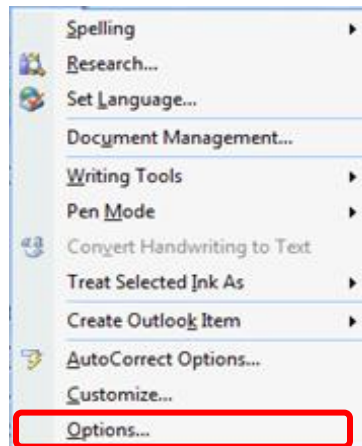 Spelling
Research...
Set Language...
Document Management...
Writing Tools
Pen Mode
Convert Handwriting to Text
Treat Selected Ink As
Create Outlook Item
AutoCorrect Options...
Customize...
Options...